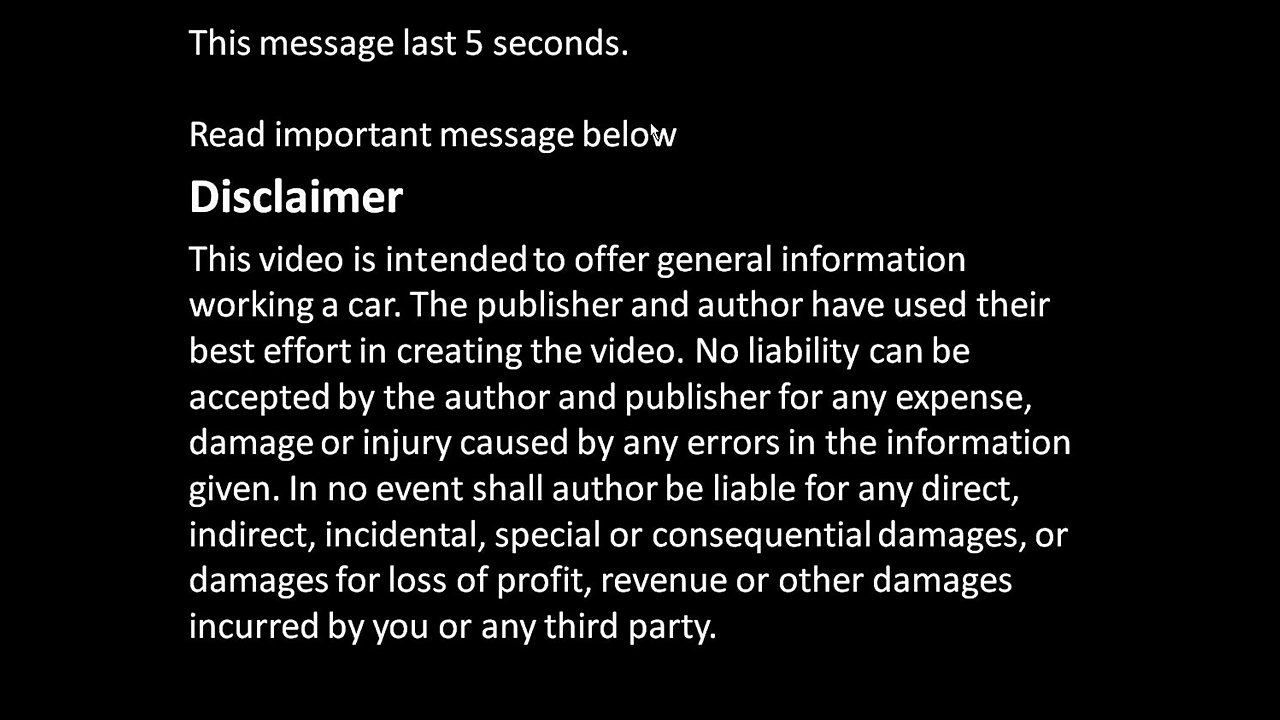 This message last 5 seconds.
Read important message below
Disclaimer
This video is intended to offer general information
working a car. The publisher and author have used their
best effort in creating the video. No liability can be
accepted by the author and publisher for any expense,
damage or injury caused by any errors in the information
given. In no event shall author be liable for any direct,
indirect, incidental, special or consequential damages, or
damages for loss of profit, revenue or other damages
incurred by you or any third party.